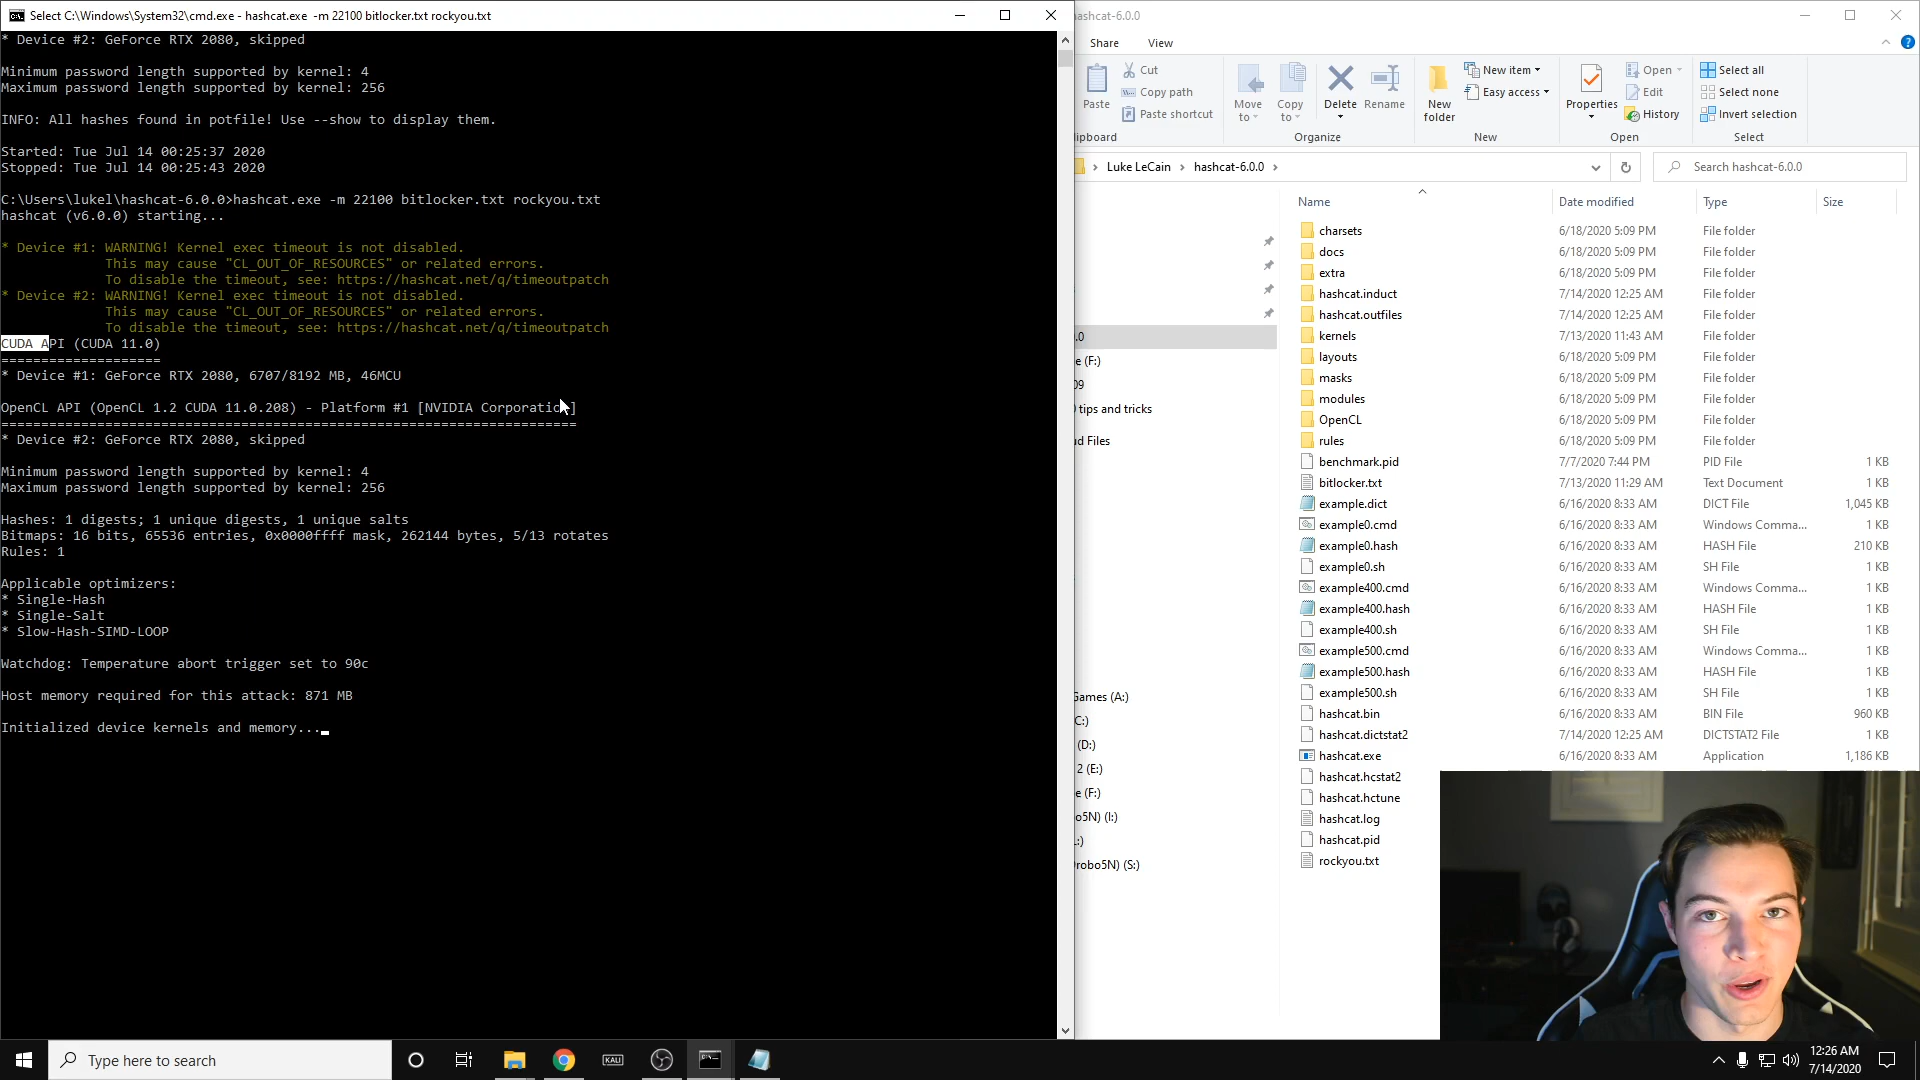 Select C:\Windows\System32\cmd.exe - hashcat.exe -m 22100 bitlocker.txt rockyou.txt
* Device #2: GeForce RTX 2080, skipped
Minimum password length supported by kernel: 4
Maximum password length supported by kernel: 256
INFO: All hashes found in potfile! Use --show to display them.
Started: Tue Jul 14 00:25:37 2020
Stopped: Tue Jul 14 00:25:43 2020
C:\Users\lukel\hashcat-6.0.0>hashcat.exe -m 22100 bitlocker.txt rockyou.txt
hashcat (v6.0.0) starting...
* Device #1: WARNING! Kernel exec timeout is not disabled.
This may cause "CL_OUT_OF_RESOURCES" or related errors.
To disable the timeout, see: https://hashcat.net/q/timeoutpatch
* Device #2: WARNING! Kernel exec timeout is not disabled.
This may cause "CL_OUT_OF_RESOURCES" or related errors.
To disable the timeout, see: https://hashcat.net/q/timeoutpatch
CUDA API (CUDA 11.0)
====================
* Device #1: GeForce RTX 2080, 6707/8192 MB, 46MCU
OpenCL API (OpenCL 1.2 CUDA 11.0.208) - Platform #1 [NVIDIA Corporatic ]
========================================================================
* Device #2: GeForce RTX 2080, skipped
Minimum password length supported by kernel: 4
Maximum password length supported by kernel: 256
Hashes: 1 digests; 1 unique digests, 1 unique salts
Bitmaps: 16 bits, 65536 entries, 0x0000ffff mask, 262144 bytes, 5/13 rotates
Rules: 1
Applicable optimizers:
* Single-Hash
* Single-Salt
* Slow-Hash-SIMD-LOOP
Watchdog: Temperature abort trigger set to 90c
Host memory required for this attack: 871 MB
Initialized device kernels and memory..._
hashcat-6.0.0
Share View
Paste
Cut
Copy path
Paste shortcut
lipboard
Move to
Copy to
Delete
Rename
Organize
New folder
New item
Easy access
New
Properties
Open
Edit
History
Open
Select all
Select none
Invert selection
Select
> Luke LeCain > hashcat-6.0.0 >
Search hashcat-6.0.0
.0
e (F:)
09
) tips and tricks
ud Files
Games (A:)
C:)
(D:)
2 (E:)
e (F:)
o5N) (I:)
:)
robo5N) (S:)
Name Date modified Type Size
charsets 6/18/2020 5:09 PM File folder
docs 6/18/2020 5:09 PM File folder
extra 6/18/2020 5:09 PM File folder
hashcat.induct 7/14/2020 12:25 AM File folder
hashcat.outfiles 7/14/2020 12:25 AM File folder
kernels 7/13/2020 11:43 AM File folder
layouts 6/18/2020 5:09 PM File folder
masks 6/18/2020 5:09 PM File folder
modules 6/18/2020 5:09 PM File folder
OpenCL 6/18/2020 5:09 PM File folder
rules 6/18/2020 5:09 PM File folder
benchmark.pid 7/7/2020 7:44 PM PID File 1 KB
bitlocker.txt 7/13/2020 11:29 AM Text Document 1 KB
example.dict 6/16/2020 8:33 AM DICT File 1,045 KB
example0.cmd 6/16/2020 8:33 AM Windows Comma... 1 KB
example0.hash 6/16/2020 8:33 AM HASH File 210 KB
example0.sh 6/16/2020 8:33 AM SH File 1 KB
example400.cmd 6/16/2020 8:33 AM Windows Comma... 1 KB
example400.hash 6/16/2020 8:33 AM HASH File 1 KB
example400.sh 6/16/2020 8:33 AM SH File 1 KB
example500.cmd 6/16/2020 8:33 AM Windows Comma... 1 KB
example500.hash 6/16/2020 8:33 AM HASH File 1 KB
example500.sh 6/16/2020 8:33 AM SH File 1 KB
hashcat.bin 6/16/2020 8:33 AM BIN File 960 KB
hashcat.dictstat2 7/14/2020 12:25 AM DICTSTAT2 File 1 KB
hashcat.exe 6/16/2020 8:33 AM Application 1,186 KB
hashcat.hcstat2
hashcat.hctune
hashcat.log
hashcat.pid
rockyou.txt
Type here to search
KALI
12:26 AM
7/14/2020